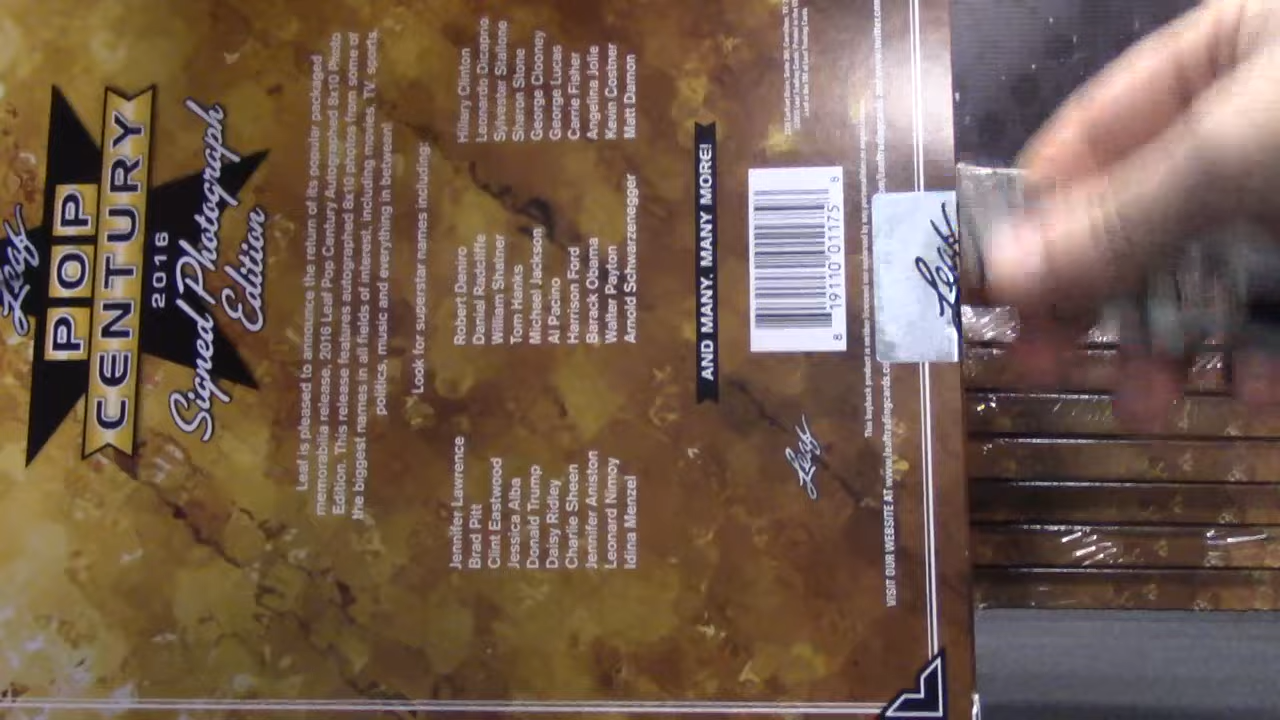 Leaf
POP
CENTURY
2016
Signed Photograph
Edition
Leaf is pleased to announce the return of its popular packaged
memorabilia release, 2016 Leaf Pop Century Autographed 8x10 Photo
Edition. This release features autographed 8x10 photos from some of
the biggest names in all fields of interest, including movies, TV, sports,
politics, music and everything in between!
Look for superstar names including:
Jennifer Lawrence
Brad Pitt
Clint Eastwood
Jessica Alba
Donald Trump
Daisy Ridley
Charlie Sheen
Jennifer Aniston
Leonard Nimoy
Idina Menzel
Robert Deniro
Danial Radcliffe
William Shatner
Tom Hanks
Michael Jackson
Al Pacino
Harrison Ford
Barack Obama
Walter Payton
Arnold Schwarzenegger
Hillary Clinton
Leonardo Dicaprio
Sylvester Stallone
Sharon Stone
George Clooney
George Lucas
Carrie Fisher
Angelina Jolie
Kevin Costner
Matt Damon
AND MANY, MANY MORE!
Leaf
8 19110 01175 8
VISIT OUR WEBSITE AT www.leaftradingcards.co
Leaf